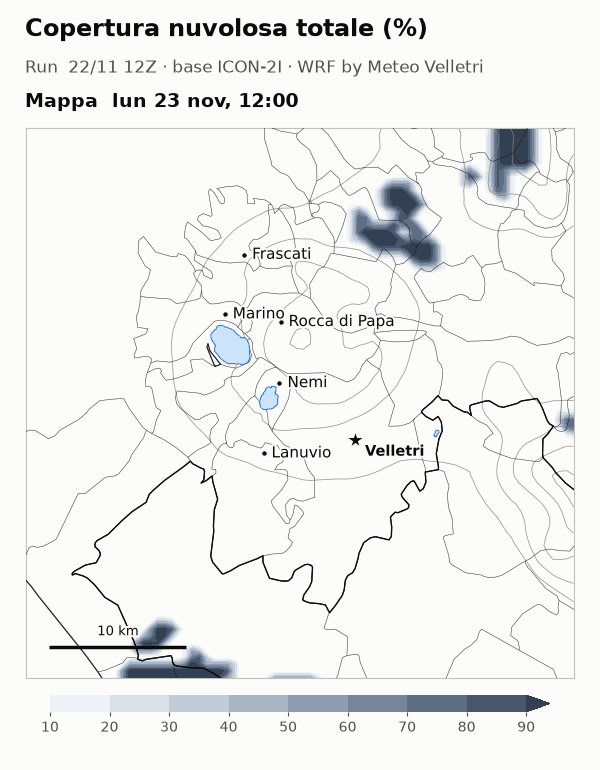 Copertura nuvolosa totale (%)
Run  22/11 12Z · base ICON-2I · WRF by Meteo Velletri
Mappa  lun 23 nov, 12:00
Frascati
Marino
Rocca di Papa
Nemi
Velletri
Lanuvio
10 km
10 20 30 40 50 60 70 80 90